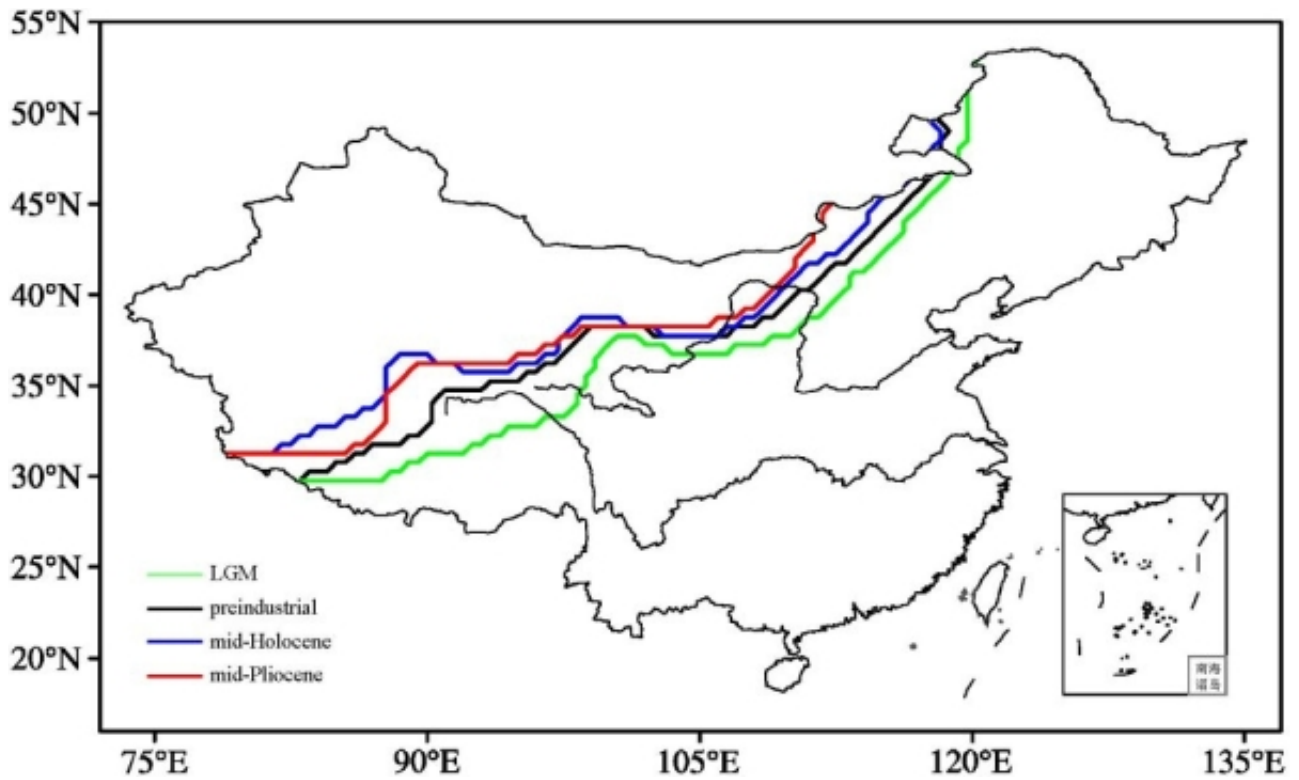 55°N
50°N
45°N
40°N
35°N
30°N
25°N
20°N
LGM
preindustrial
mid-Holocene
mid-Pliocene
南海
诸岛
75°E 90°E 105°E 120°E 135°E